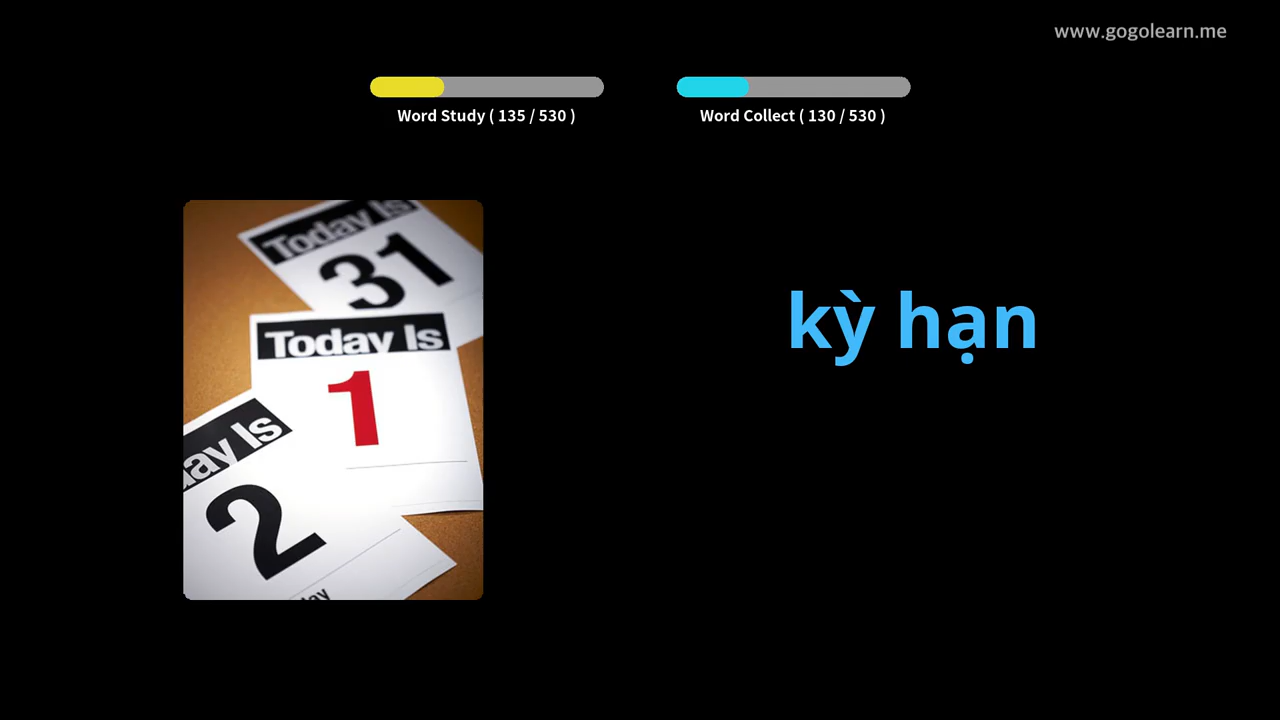 www.gogolearn.me
Word Study ( 135 / 530 )
Word Collect ( 130 / 530 )
Today Is
31
Today Is
1
ay Is
2
kỳ hạn